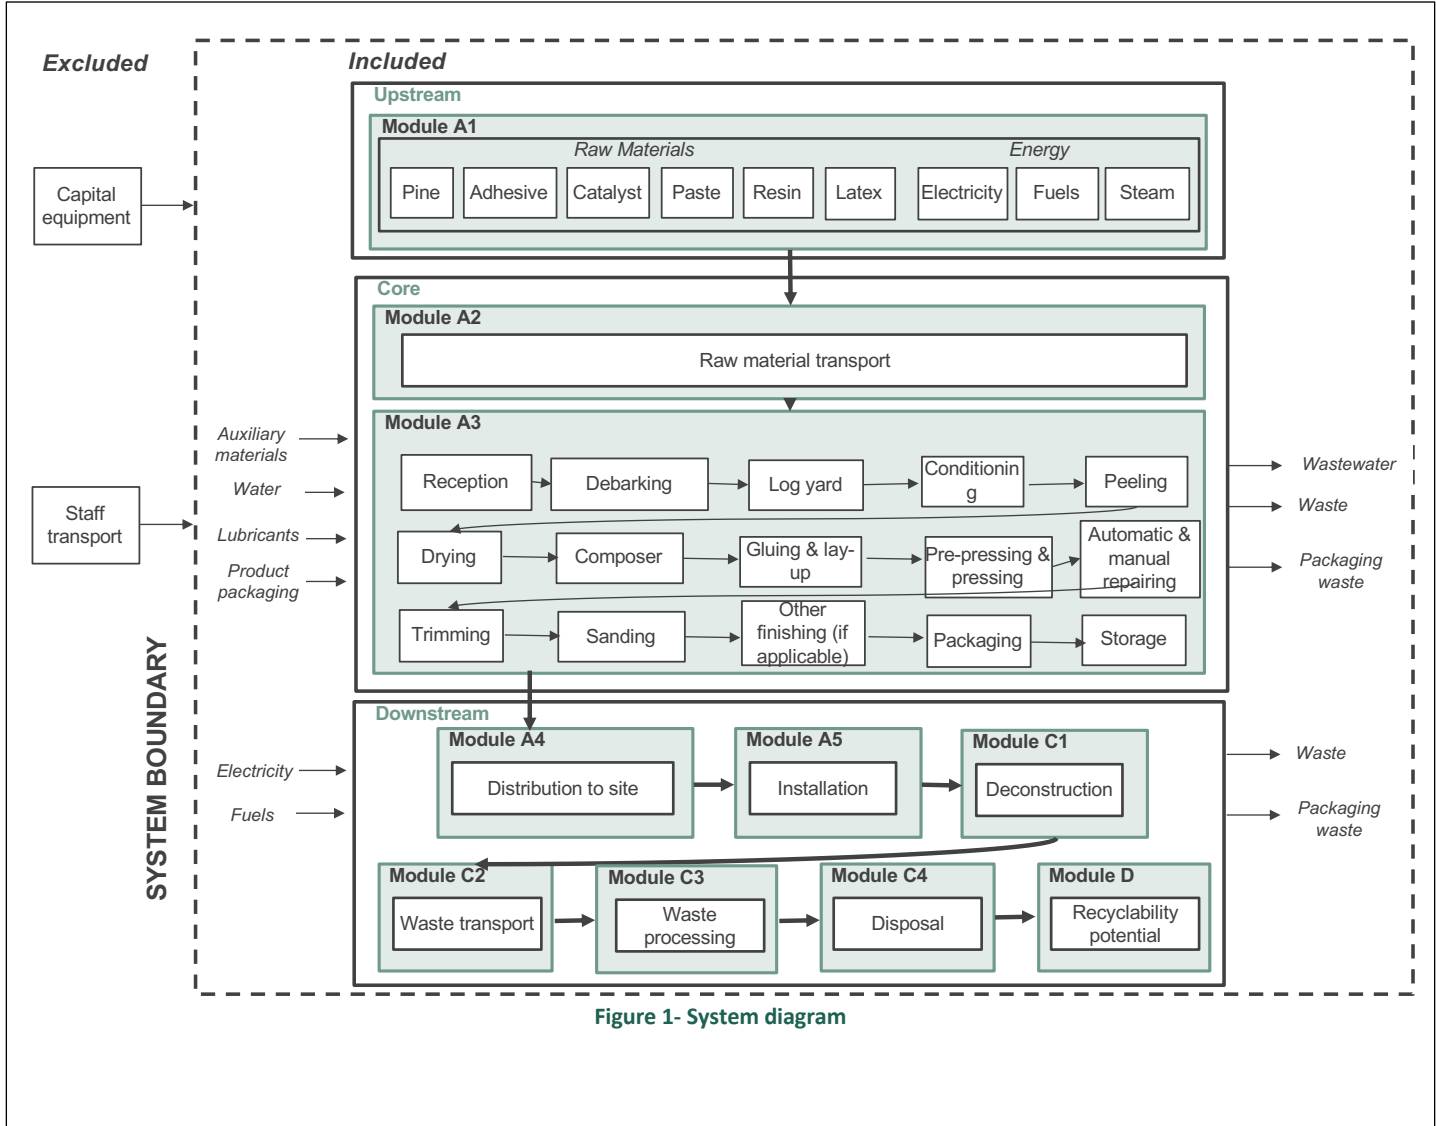 Excluded
Included
Upstream
Module A1
Raw Materials
Energy
Pine
Adhesive
Catalyst
Paste
Resin
Latex
Electricity
Fuels
Steam
Capital
equipment
Core
Module A2
Raw material transport
Module A3
Auxiliary
materials
Water
Lubricants
Product
packaging
Staff
transport
Reception
Debarking
Log yard
Conditionin
g
Peeling
Drying
Composer
Gluing & lay-
up
Pre-pressing &
pressing
Automatic &
manual
repairing
Trimming
Sanding
Other
finishing (if
applicable)
Packaging
Storage
Wastewater
Waste
Packaging
waste
SYSTEM BOUNDARY
Downstream
Module A4
Distribution to site
Module A5
Installation
Module C1
Deconstruction
Electricity
Fuels
Waste
Packaging
waste
Module C2
Waste transport
Module C3
Waste
processing
Module C4
Disposal
Module D
Recyclability
potential
Figure 1- System diagram